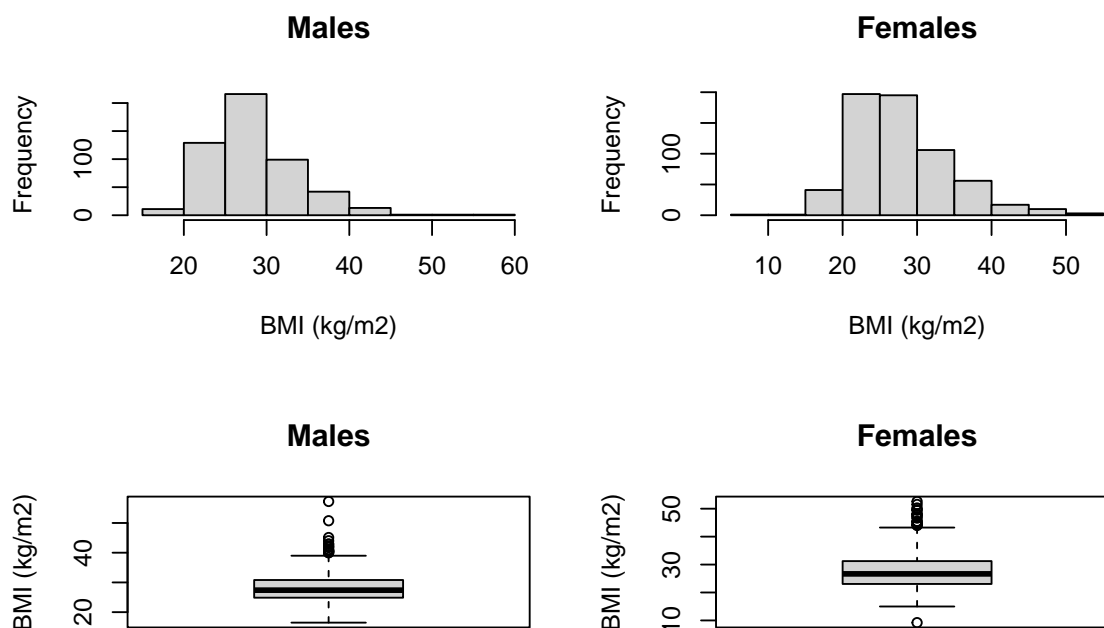 Males
Frequency
100
0
20 30 40 50 60
BMI (kg/m2)
Females
Frequency
100
0
10 20 30 40 50
BMI (kg/m2)
Males
BMI (kg/m2)
40
20
Females
BMI (kg/m2)
50
30
10